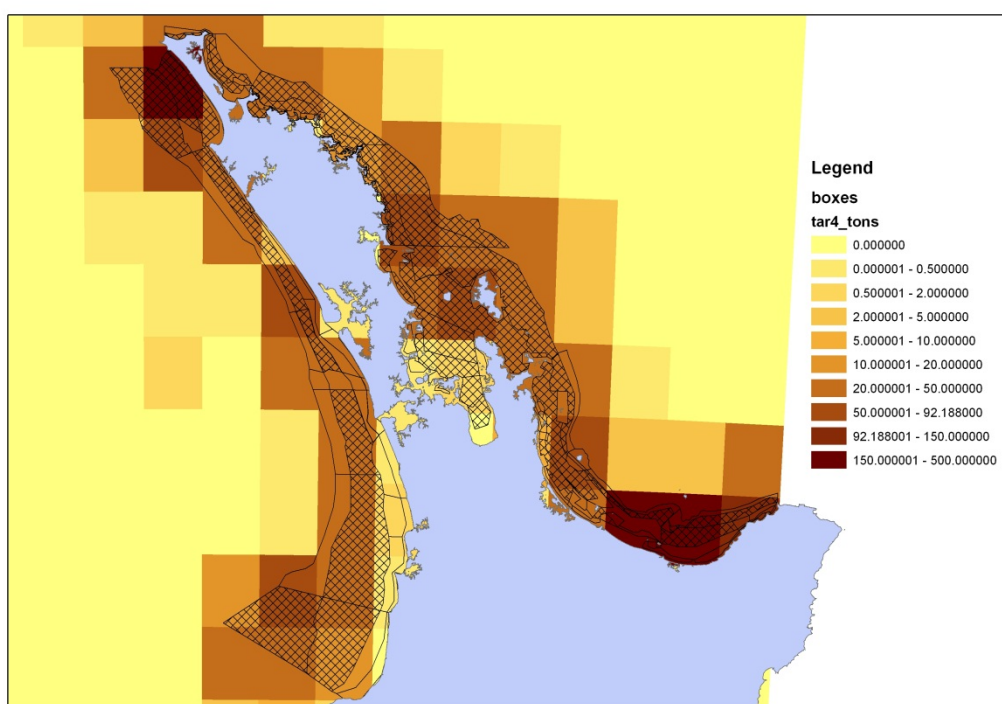 Legend
boxes
tar4_tons
0.000000
0.000001 - 0.500000
0.500001 - 2.000000
2.000001 - 5.000000
5.000001 - 10.000000
10.000001 - 20.000000
20.000001 - 50.000000
50.000001 - 92.188000
92.188001 - 150.000000
150.000001 - 500.000000